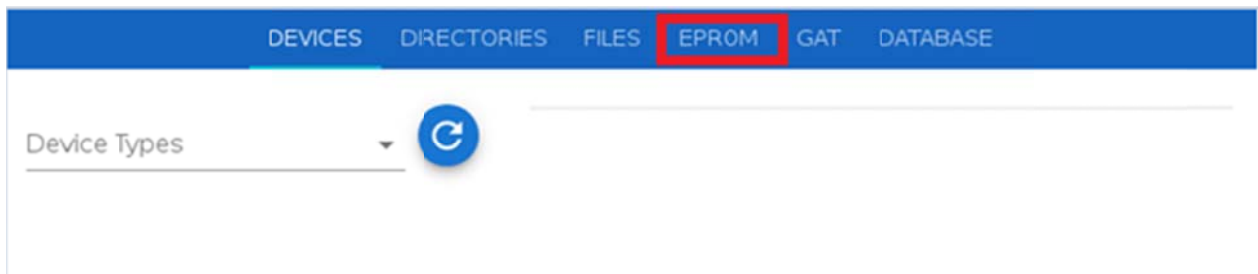 DEVICES DIRECTORIES FILES EPROM GAT DATABASE
Device Types